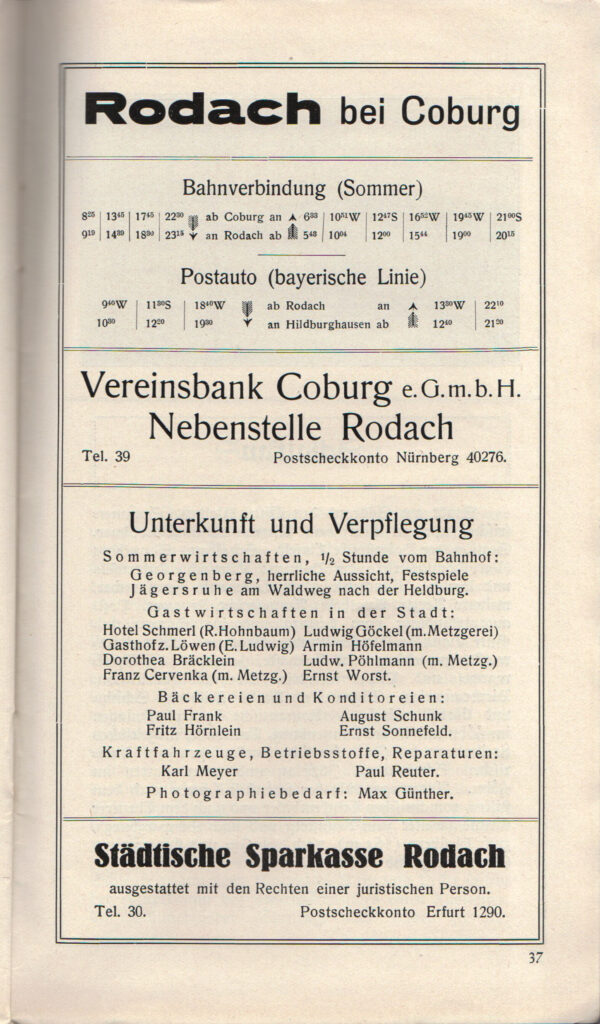 Rodach bei Coburg
Bahnverbindung (Sommer)
8²⁵ | 13⁴⁵ | 17⁴⁵ | 22³⁰ ab Coburg an 6³³ | 10⁵¹W | 12⁴⁷S | 16⁵²W | 19⁴⁵W | 21⁰⁰S
9¹⁹ | 14³⁹ | 18³⁰ | 23¹⁵ an Rodach ab 5⁴³ | 10⁰⁴ | 12⁰⁰ | 15⁴⁴ | 19⁰⁰ | 20¹⁵
Postauto (bayerische Linie)
9⁴⁰W | 11³⁰S | 18⁴⁰W ab Rodach an 13³⁰W | 22¹⁰
10³⁰ | 12²⁰ | 19³⁰ an Hildburghausen ab 12⁴⁰ | 21²⁰
Vereinsbank Coburg e.G.m.b.H.
Nebenstelle Rodach
Tel. 39 Postscheckkonto Nürnberg 40276.
Unterkunft und Verpflegung
Sommerwirtschaften, 1/2 Stunde vom Bahnhof:
Georgenberg, herrliche Aussicht, Festspiele
Jägersruhe am Waldweg nach der Heldburg.
Gastwirtschaften in der Stadt:
Hotel Schmerl (R.Hohnbaum) Ludwig Göckel (m.Metzgerei)
Gasthof z. Löwen (E.Ludwig) Armin Höfelmann
Dorothea Bräcklein Ludw. Pöhlmann (m. Metzg.)
Franz Cervenka (m. Metzg.) Ernst Worst.
Bäckereien und Konditoreien:
Paul Frank August Schunk
Fritz Hörnlein Ernst Sonnefeld.
Kraftfahrzeuge, Betriebsstoffe, Reparaturen:
Karl Meyer Paul Reuter.
Photographiebedarf: Max Günther.
Städtische Sparkasse Rodach
ausgestattet mit den Rechten einer juristischen Person.
Tel. 30. Postscheckkonto Erfurt 1290.
37